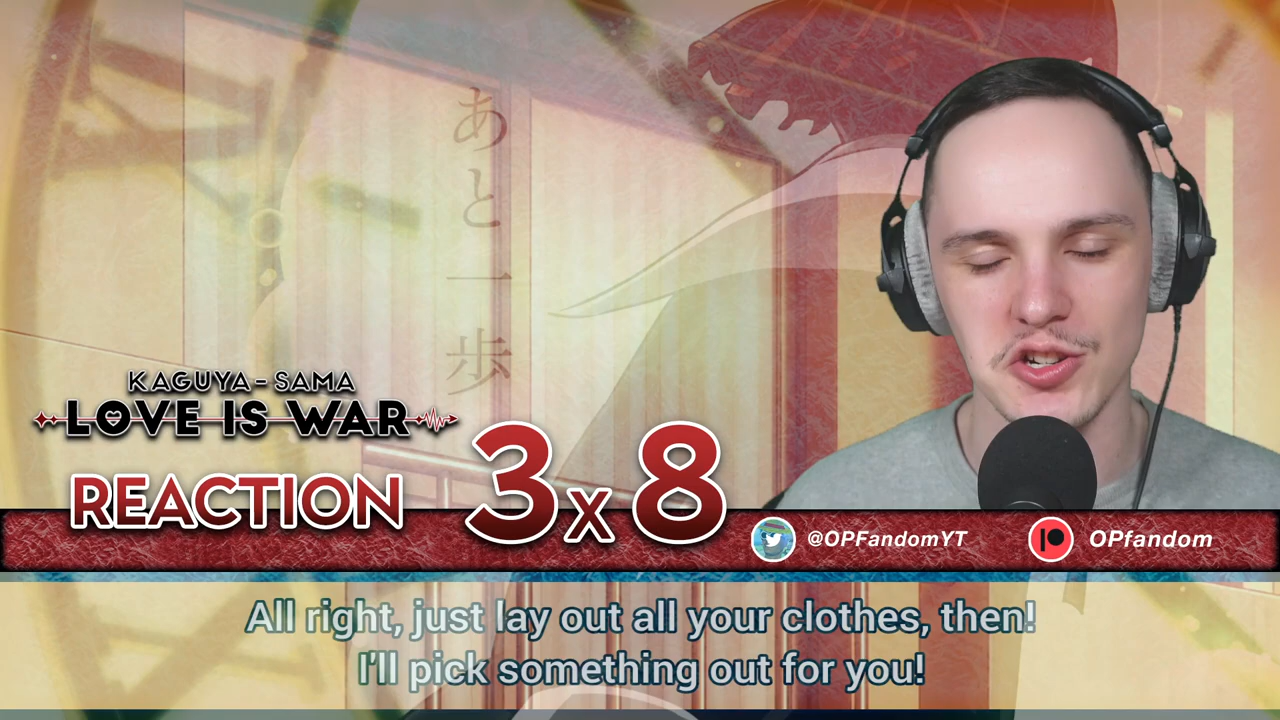 あと一歩
KAGUYA-SAMA
LOVE IS WAR
REACTION
3x8
@OPFandomYT
OPfandom
All right, just lay out all your clothes, then!
I'll pick something out for you!